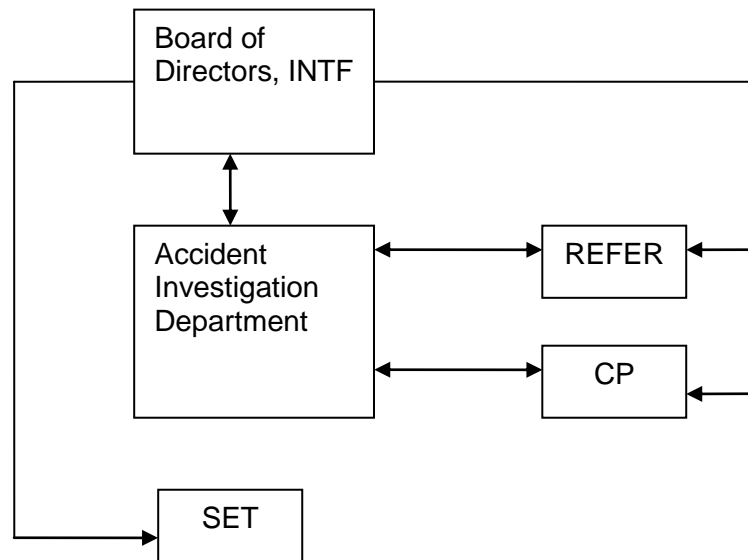 Board of
Directors, INTF
Accident
Investigation
Department
REFER
CP
SET